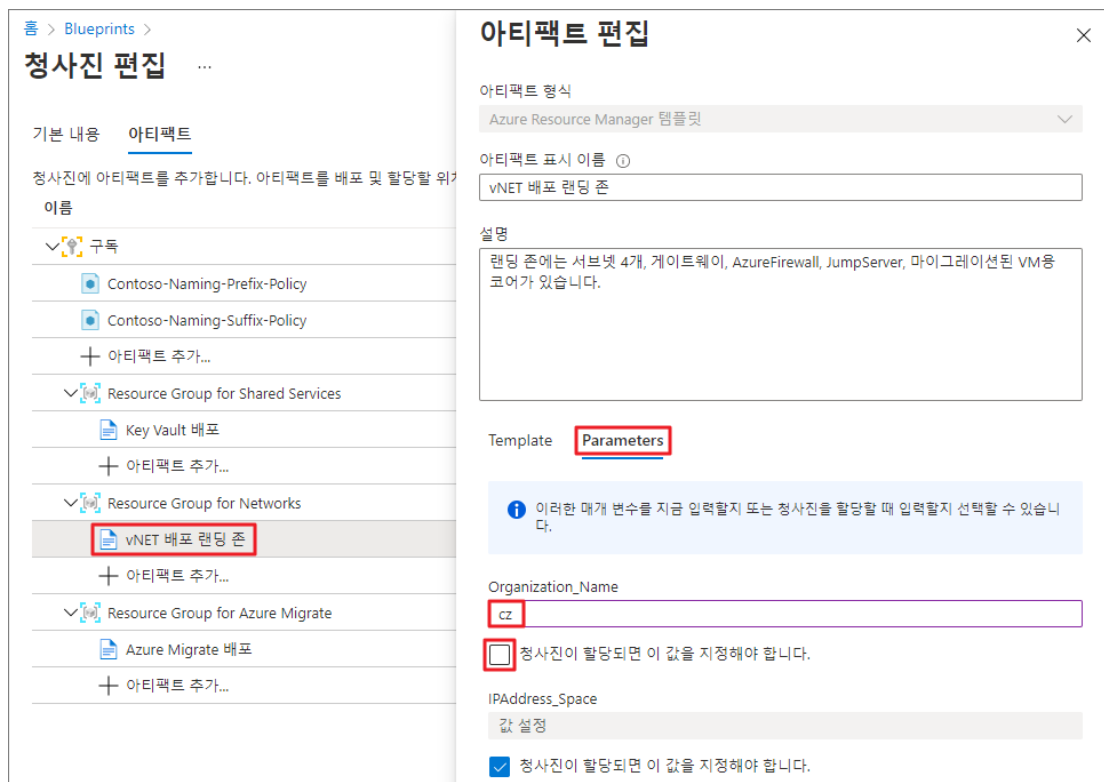 홈 > Blueprints >
청사진 편집 ...
기본 내용 아티팩트
청사진에 아티팩트를 추가합니다. 아티팩트를 배포 및 할당할 위
이름
구독
Contoso-Naming-Prefix-Policy
Contoso-Naming-Suffix-Policy
아티팩트 추가...
Resource Group for Shared Services
Key Vault 배포
아티팩트 추가...
Resource Group for Networks
vNET 배포 랜딩 존
아티팩트 추가...
Resource Group for Azure Migrate
Azure Migrate 배포
아티팩트 추가...
아티팩트 편집
아티팩트 형식
Azure Resource Manager 템플릿
아티팩트 표시 이름
vNET 배포 랜딩 존
설명
랜딩 존에는 서브넷 4개, 게이트웨이, AzureFirewall, JumpServer, 마이그레이션된 VM용
코어가 있습니다.
Template Parameters
이러한 매개 변수를 지금 입력할지 또는 청사진을 할당할 때 입력할지 선택할 수 있습니
다.
Organization_Name
cz
청사진이 할당되면 이 값을 지정해야 합니다.
IPAddress_Space
값 설정
청사진이 할당되면 이 값을 지정해야 합니다.